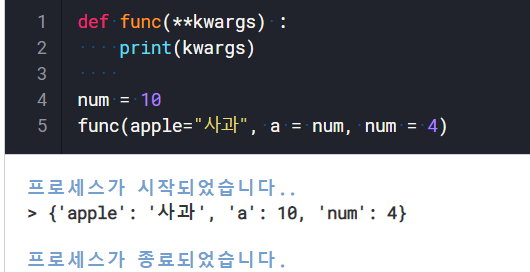 1 def func(**kwargs) :
2     print(kwargs)
3     
4 num = 10
5 func(apple="사과", a = num, num = 4)
프로세스가 시작되었습니다..
> {'apple': '사과', 'a': 10, 'num': 4}
프로세스가 종료되었습니다.